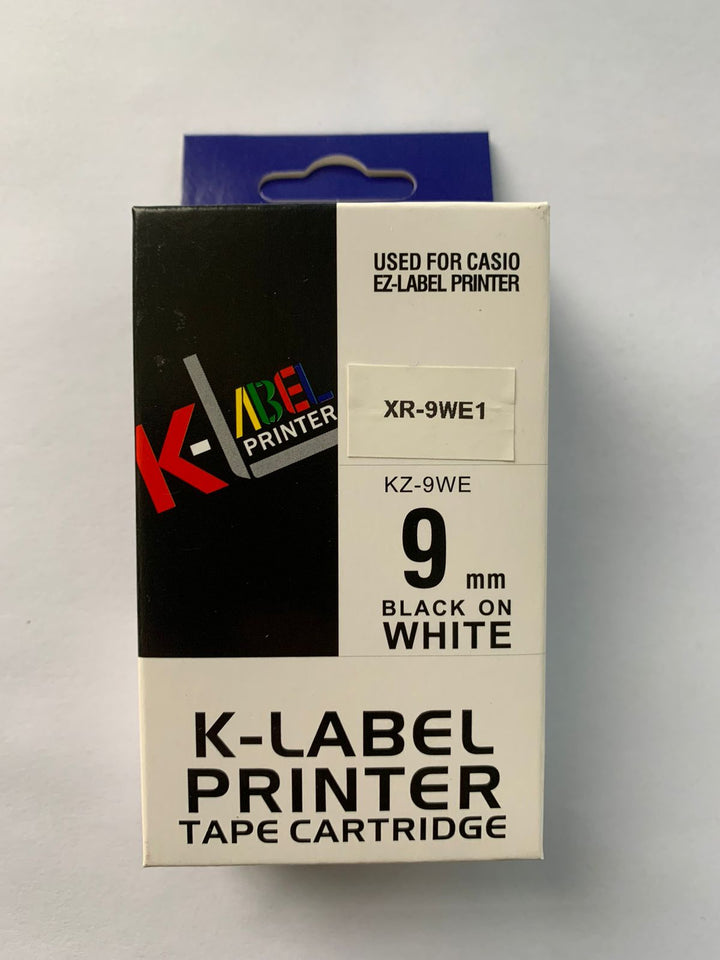 USED FOR CASIO
EZ-LABEL PRINTER
K-LABEL
PRINTER
XR-9WE1
KZ-9WE
9 mm
BLACK ON
WHITE
K-LABEL
PRINTER
TAPE CARTRIDGE